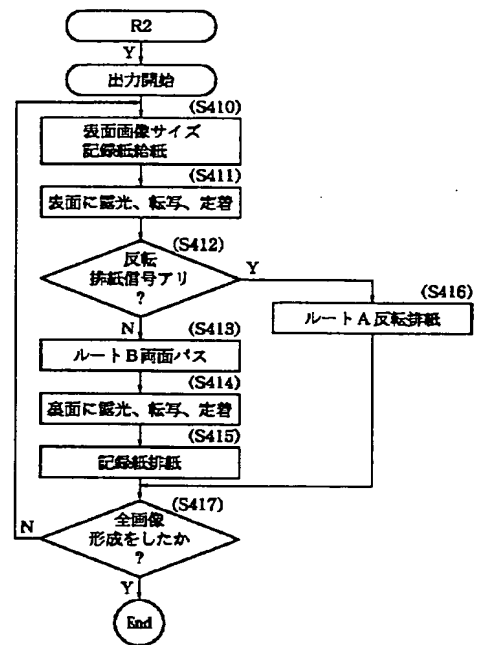 R2
Y
出力開始
(S410)
表面画像サイズ
記録紙給紙
(S411)
表面に露光、転写、定着
(S412)
反転
排紙信号アリ
?
Y
(S416)
ルートA反転排紙
N
(S413)
ルートB両面パス
(S414)
裏面に露光、転写、定着
(S415)
記録紙排紙
(S417)
全画像
形成をしたか
?
N
Y
End